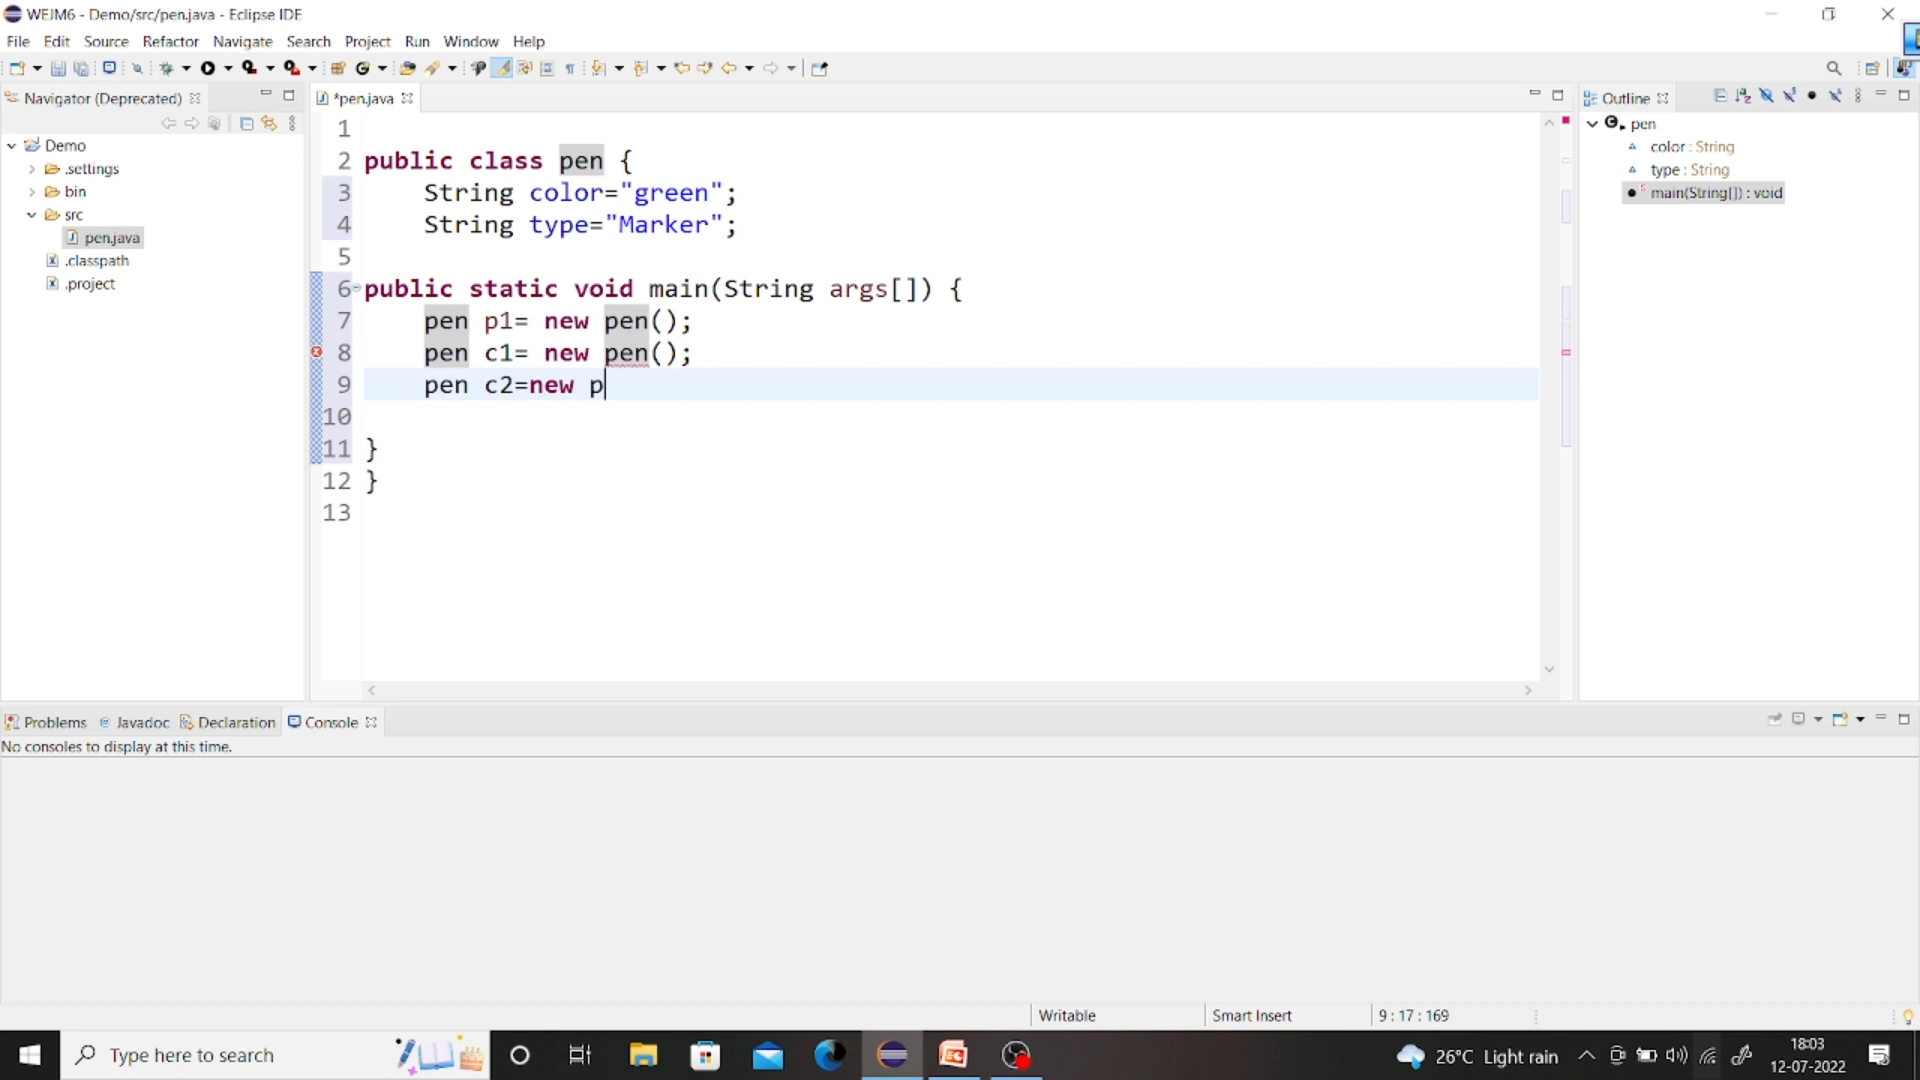 WEJM6 - Demo/src/pen.java - Eclipse IDE
File Edit Source Refactor Navigate Search Project Run Window Help
Navigator (Deprecated)
*pen.java
Outline
Demo
.settings
bin
src
pen.java
.classpath
.project
1
2 public class pen {
3 String color="green";
4 String type="Marker";
5
6 public static void main(String args[]) {
7 pen p1= new pen();
8 pen c1= new pen();
9 pen c2=new p
10
11 }
12 }
13
pen
color : String
type : String
main(String[]) : void
Problems @ Javadoc Declaration Console
No consoles to display at this time.
Writable Smart Insert 9 : 17 : 169
Type here to search
26°C Light rain
18:03
12-07-2022